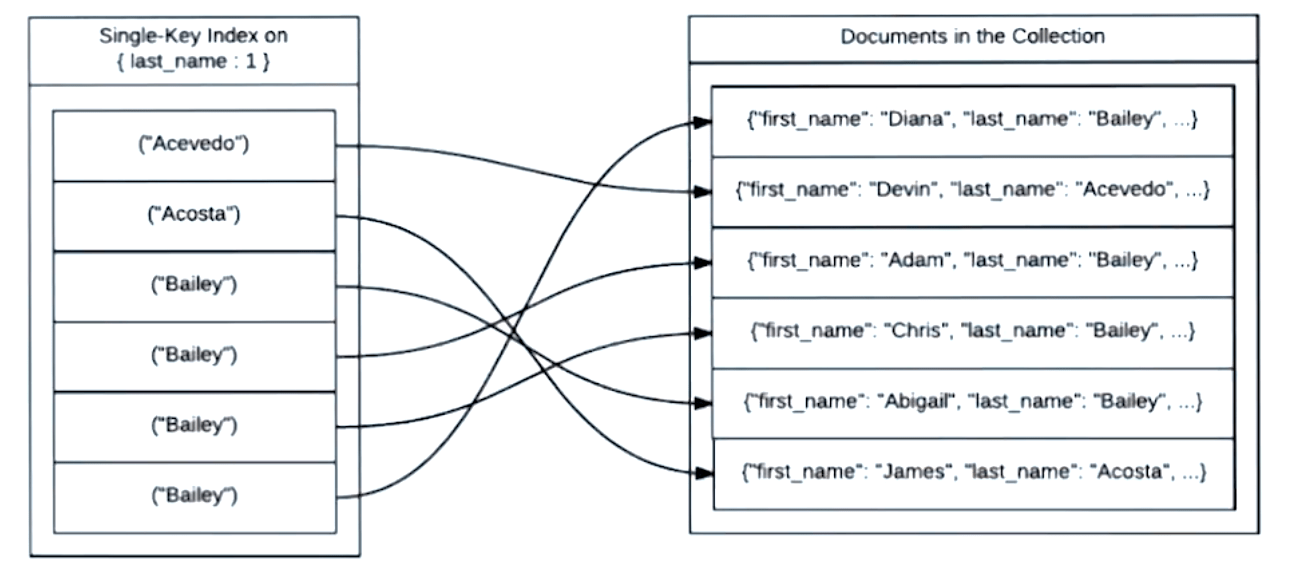 Single-Key Index on
{ last_name : 1 }
("Acevedo")
("Acosta")
("Bailey")
("Bailey")
("Bailey")
("Bailey")
Documents in the Collection
{"first_name": "Diana", "last_name": "Bailey", ...}
{"first_name": "Devin", "last_name": "Acevedo", ...}
{"first_name": "Adam", "last_name": "Bailey", ...}
{"first_name": "Chris", "last_name": "Bailey", ...}
{"first_name": "Abigail", "last_name": "Bailey", ...}
{"first_name": "James", "last_name": "Acosta", ...}